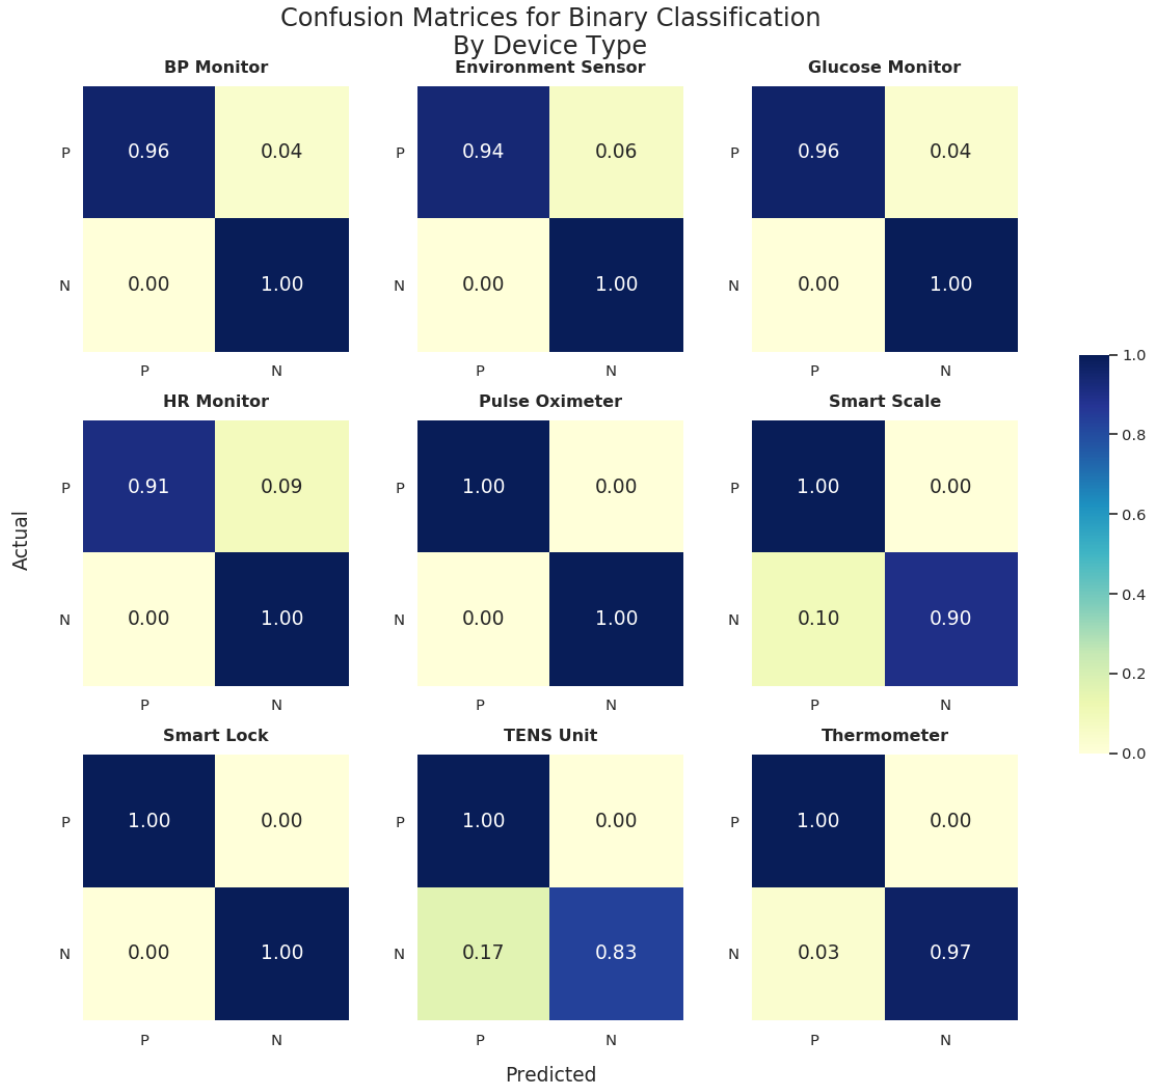 Confusion Matrices for Binary Classification
By Device Type
BP Monitor
Environment Sensor
Glucose Monitor
P 0.96 0.04
N 0.00 1.00
P N
P 0.94 0.06
N 0.00 1.00
P N
P 0.96 0.04
N 0.00 1.00
P N
HR Monitor
Pulse Oximeter
Smart Scale
P 0.91 0.09
N 0.00 1.00
P N
P 1.00 0.00
N 0.00 1.00
P N
P 1.00 0.00
N 0.10 0.90
P N
Smart Lock
TENS Unit
Thermometer
P 1.00 0.00
N 0.00 1.00
P N
P 1.00 0.00
N 0.17 0.83
P N
P 1.00 0.00
N 0.03 0.97
P N
Actual
Predicted
1.0
0.8
0.6
0.4
0.2
0.0